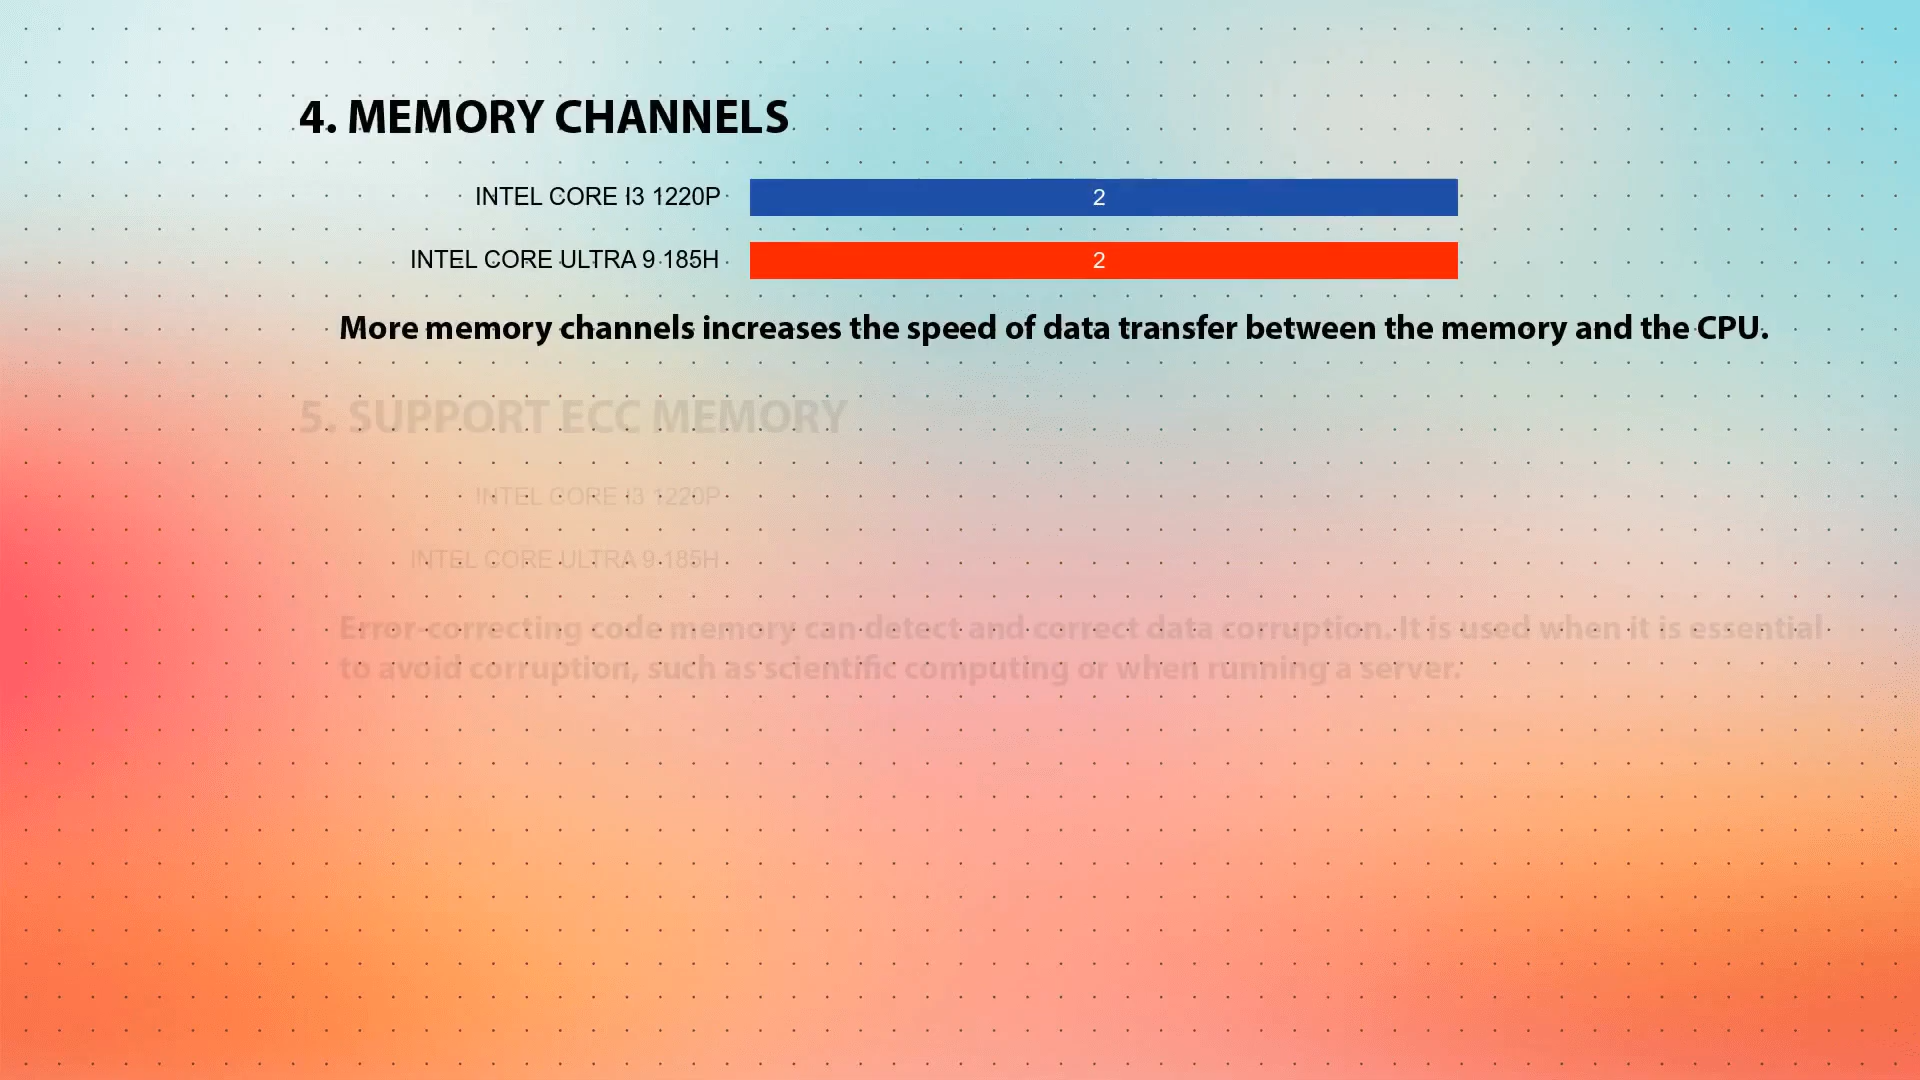 4. MEMORY CHANNELS
INTEL CORE I3 1220P 2
INTEL CORE ULTRA 9 185H 2
More memory channels increases the speed of data transfer between the memory and the CPU.
5. SUPPORT ECC MEMORY
INTEL CORE I3 1220P
INTEL CORE ULTRA 9 185H
Error-correcting code memory can detect and correct data corruption. It is used when it is essential
to avoid corruption, such as scientific computing or when running a server.